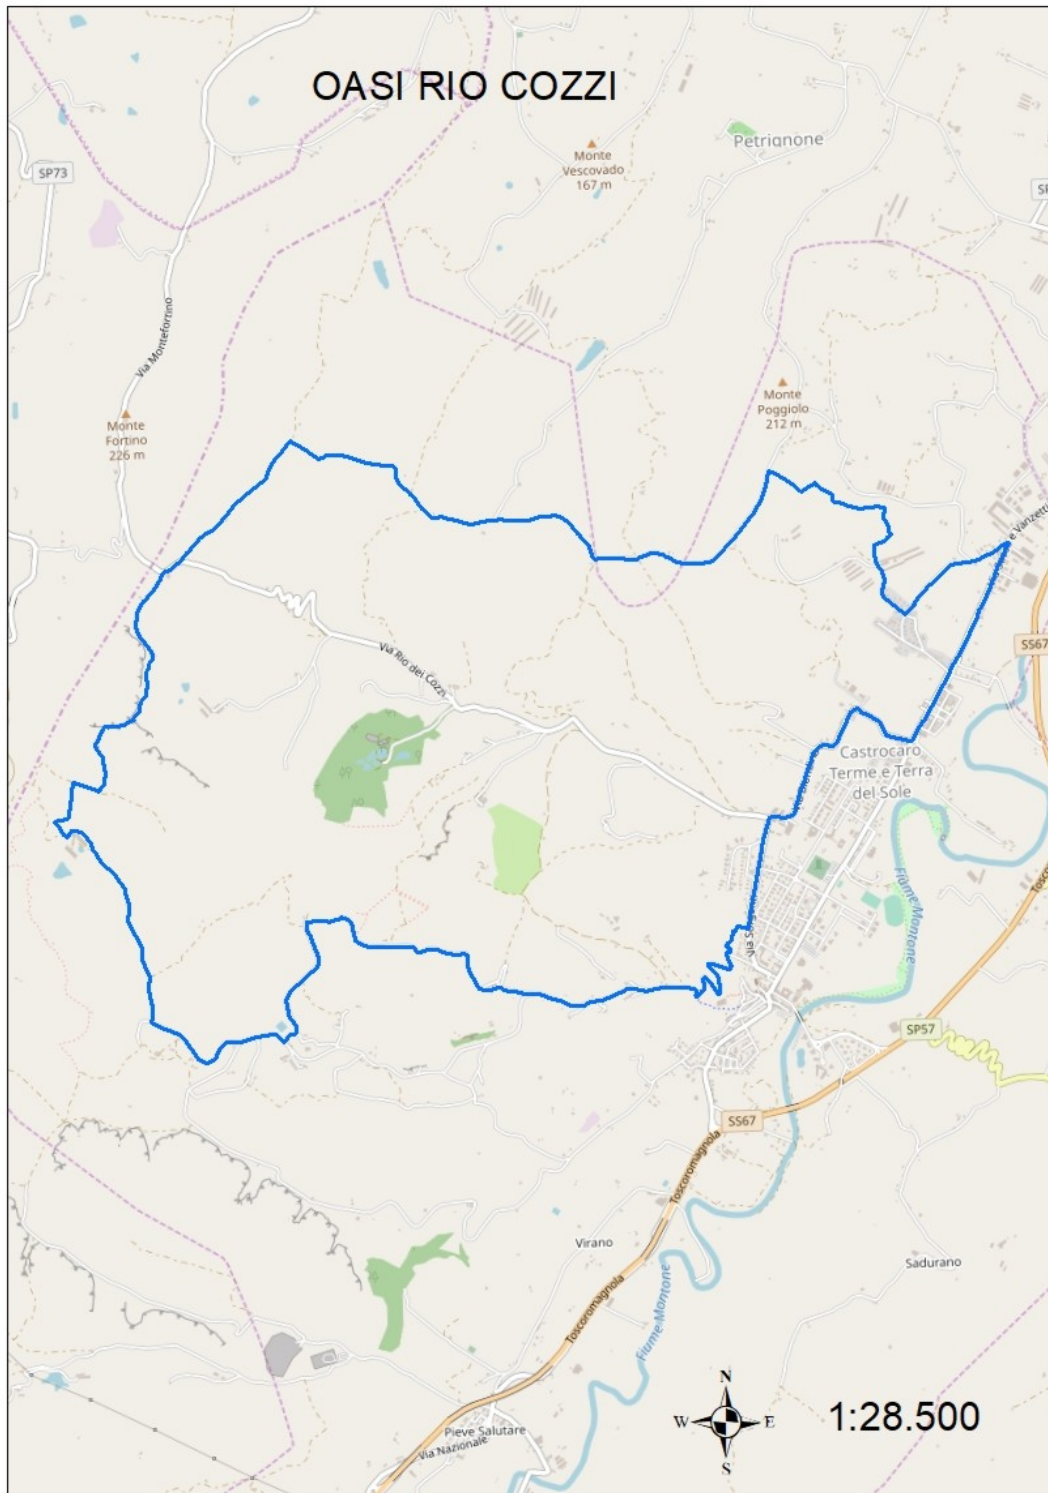 OASI RIO COZZI
Petrignone
Monte
Vescovado
167 m
SP73
Via Montefortino
Monte
Poggiolo
212 m
Monte
Fortino
226 m
e Vanzetti
SS67
Via Rio dei Cozzi
Castrocaro
Terme e Terra
del Sole
Fiume Montone
SP57
SS67
Toscoromagnola
Virano
Sadurano
Toscoromagnola
Fiume Montone
N
W E
S
1:28.500
Pieve Salutare
Via Nazionale